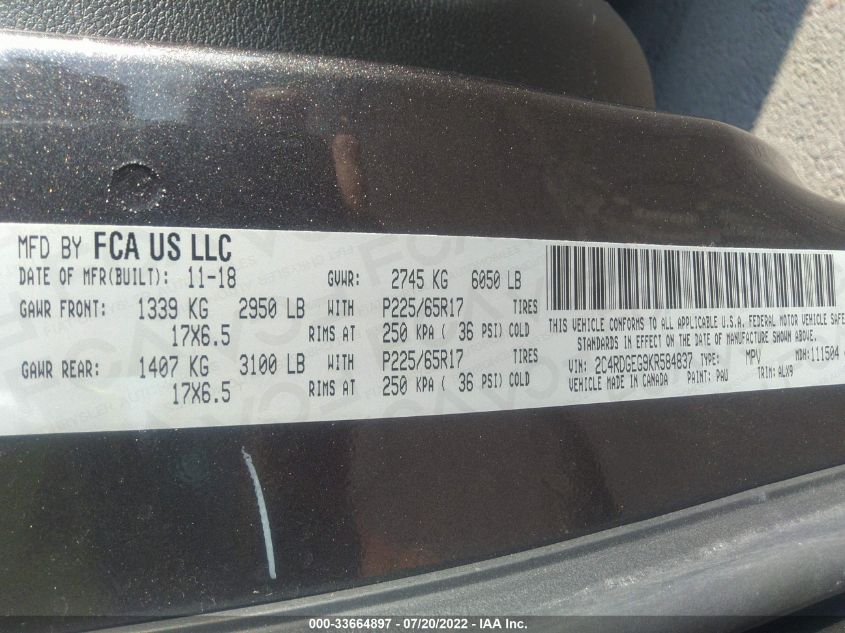 MFD BY FCA US LLC
DATE OF MFR(BUILT): 11-18 GVWR: 2745 KG 6050 LB
GAWR FRONT: 1339 KG 2950 LB WITH P225/65R17 TIRES
17X6.5 RIMS AT 250 KPA ( 36 PSI) COLD
GAWR REAR: 1407 KG 3100 LB WITH P225/65R17 TIRES
17X6.5 RIMS AT 250 KPA ( 36 PSI) COLD
THIS VEHICLE CONFORMS TO ALL APPLICABLE U.S.A. FEDERAL MOTOR VEHICLE SAFETY
STANDARDS IN EFFECT ON THE DATE OF MANUFACTURE SHOWN ABOVE.
VIN: 2C4RDGEG9KR584837 TYPE: MPV MDH:111504
VEHICLE MADE IN CANADA PAINT: PAU TRIM: ALX9
000-33664897 - 07/20/2022 - IAA Inc.